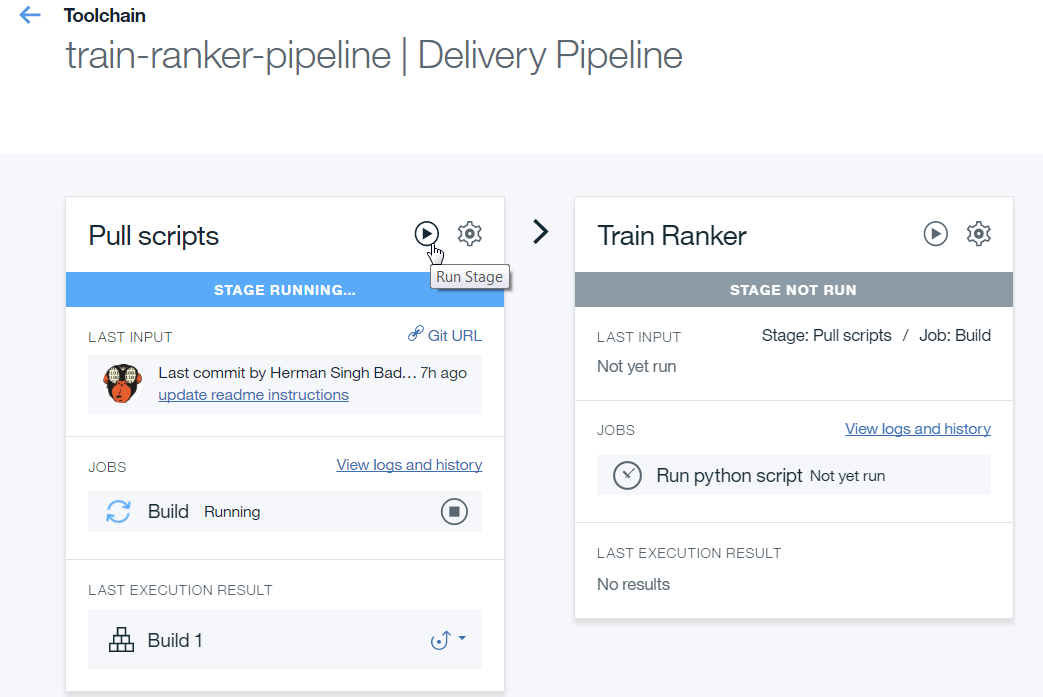 Toolchain
train-ranker-pipeline | Delivery Pipeline
Pull scripts
Run Stage
STAGE RUNNING...
LAST INPUT
Git URL
Last commit by Herman Singh Bad... 7h ago
update readme instructions
JOBS
View logs and history
Build Running
LAST EXECUTION RESULT
Build 1
Train Ranker
STAGE NOT RUN
LAST INPUT
Stage: Pull scripts / Job: Build
Not yet run
JOBS
View logs and history
Run python script Not yet run
LAST EXECUTION RESULT
No results